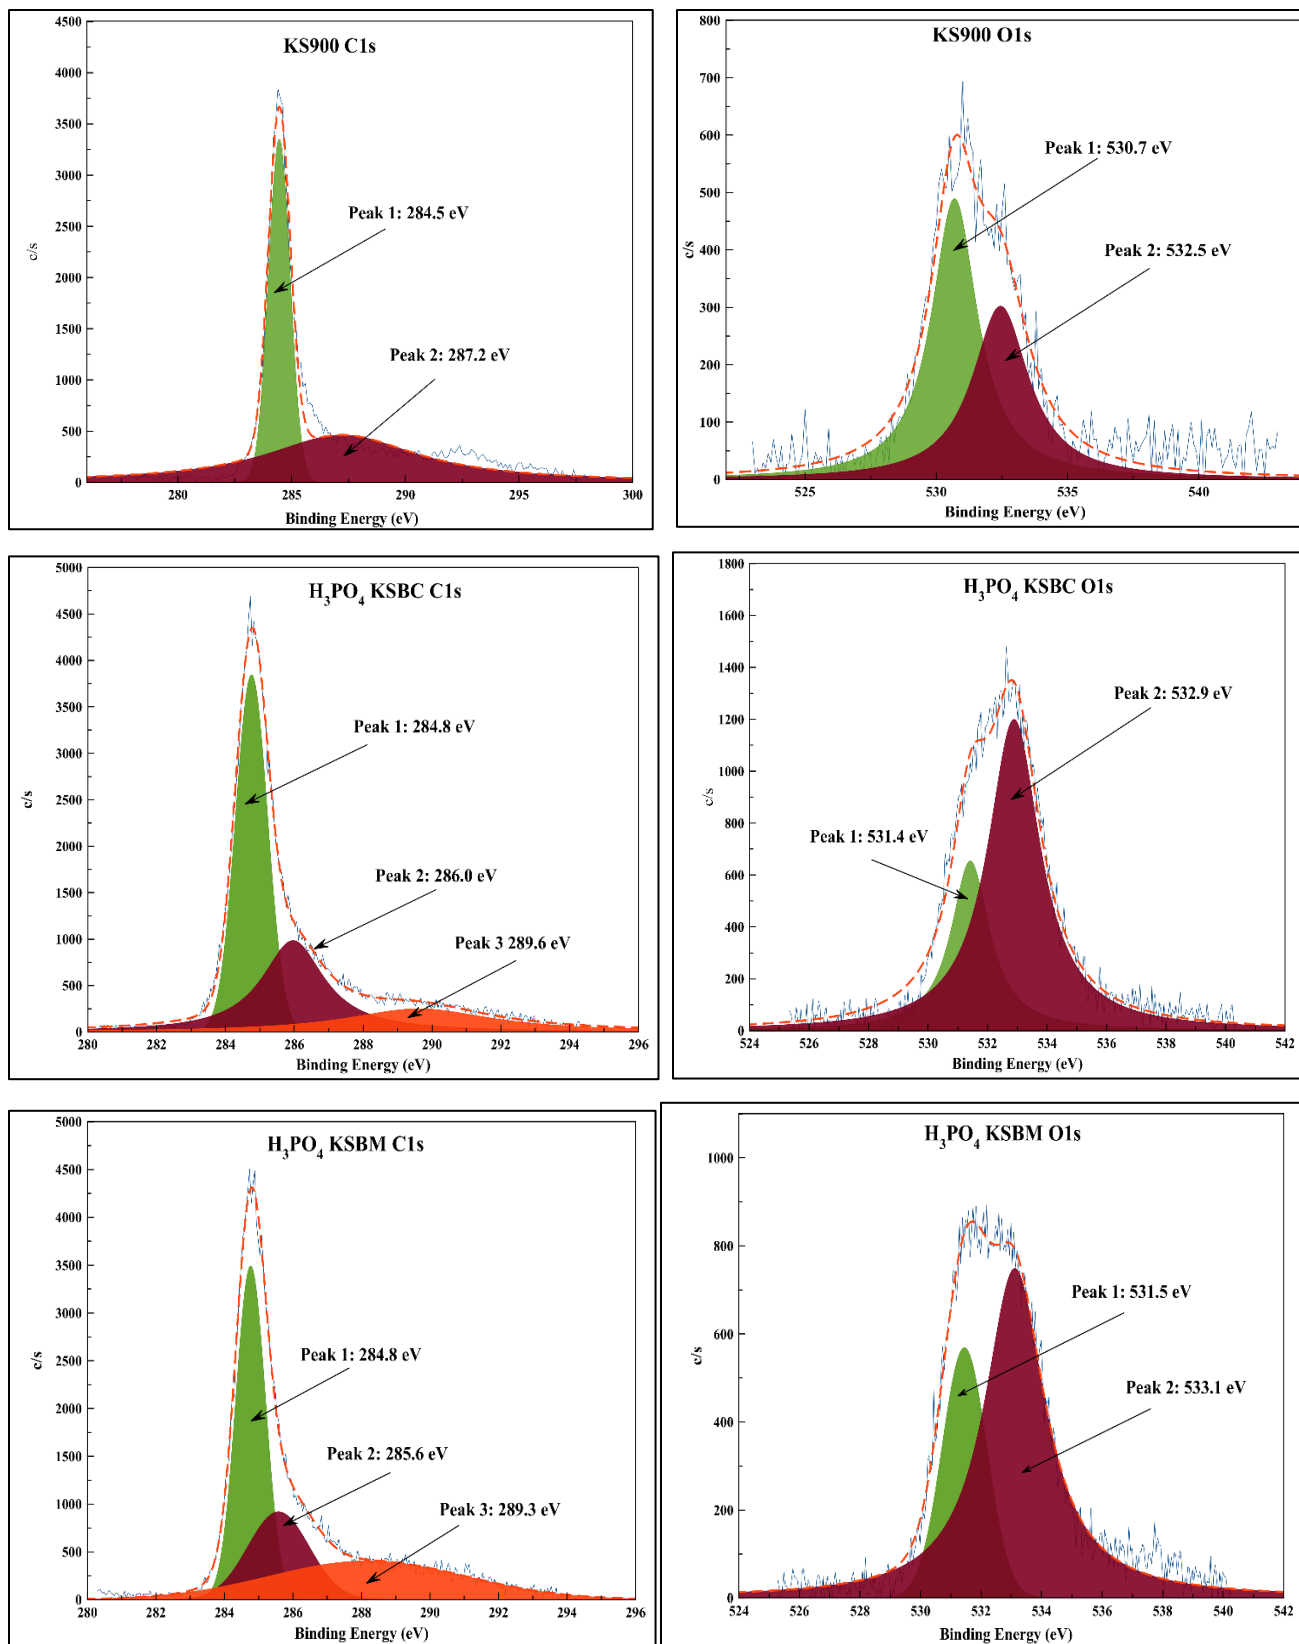 KS900 C1s
4500
4000
3500
3000
2500
2000
1500
1000
500
0
c/s
Peak 1: 284.5 eV
Peak 2: 287.2 eV
280 285 290 295 300
Binding Energy (eV)
KS900 O1s
800
700
600
500
400
300
200
100
0
c/s
Peak 1: 530.7 eV
Peak 2: 532.5 eV
525 530 535 540
Binding Energy (eV)
H₃PO₄ KSBC C1s
5000
4500
4000
3500
3000
2500
2000
1500
1000
500
0
c/s
Peak 1: 284.8 eV
Peak 2: 286.0 eV
Peak 3 289.6 eV
280 282 284 286 288 290 292 294 296
Binding Energy (eV)
H₃PO₄ KSBC O1s
1800
1600
1400
1200
1000
800
600
400
200
0
c/s
Peak 2: 532.9 eV
Peak 1: 531.4 eV
524 526 528 530 532 534 536 538 540 542
Binding Energy (eV)
H₃PO₄ KSBM C1s
5000
4500
4000
3500
3000
2500
2000
1500
1000
500
0
c/s
Peak 1: 284.8 eV
Peak 2: 285.6 eV
Peak 3: 289.3 eV
280 282 284 286 288 290 292 294 296
Binding Energy (eV)
H₃PO₄ KSBM O1s
1000
800
600
400
200
0
c/s
Peak 1: 531.5 eV
Peak 2: 533.1 eV
524 526 528 530 532 534 536 538 540 542
Binding Energy (eV)